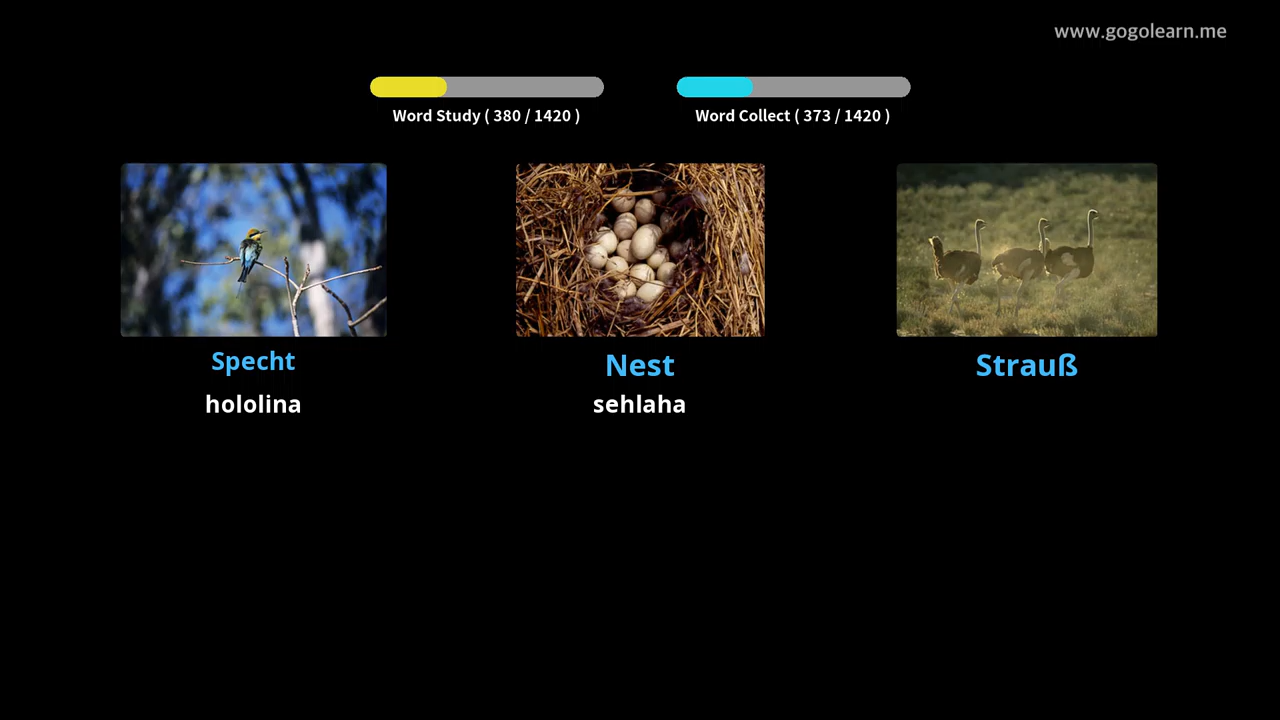 www.gogolearn.me
Word Study ( 380 / 1420 )
Word Collect ( 373 / 1420 )
Specht
Nest
Strauß
hololina
sehlaha